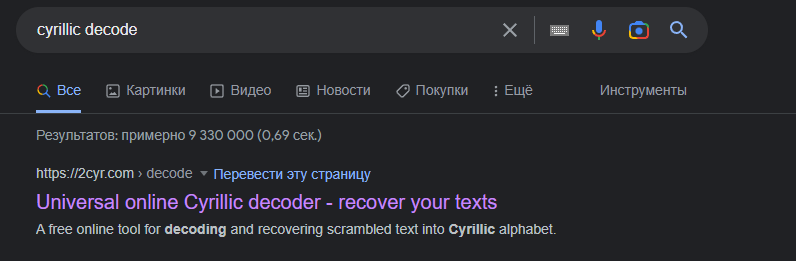 cyrillic decode
Все Картинки Видео Новости Покупки Ещё Инструменты
Результатов: примерно 9 330 000 (0,69 сек.)
https://2cyr.com › decode Перевести эту страницу
Universal online Cyrillic decoder - recover your texts
A free online tool for decoding and recovering scrambled text into Cyrillic alphabet.